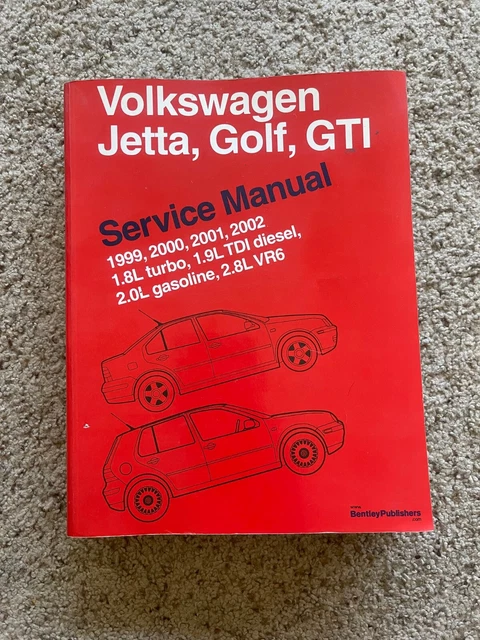 Volkswagen
Jetta, Golf, GTI
Service Manual
1999, 2000, 2001, 2002
1.8L turbo, 1.9L TDI diesel,
2.0L gasoline, 2.8L VR6
www.
BentleyPublishers
.com